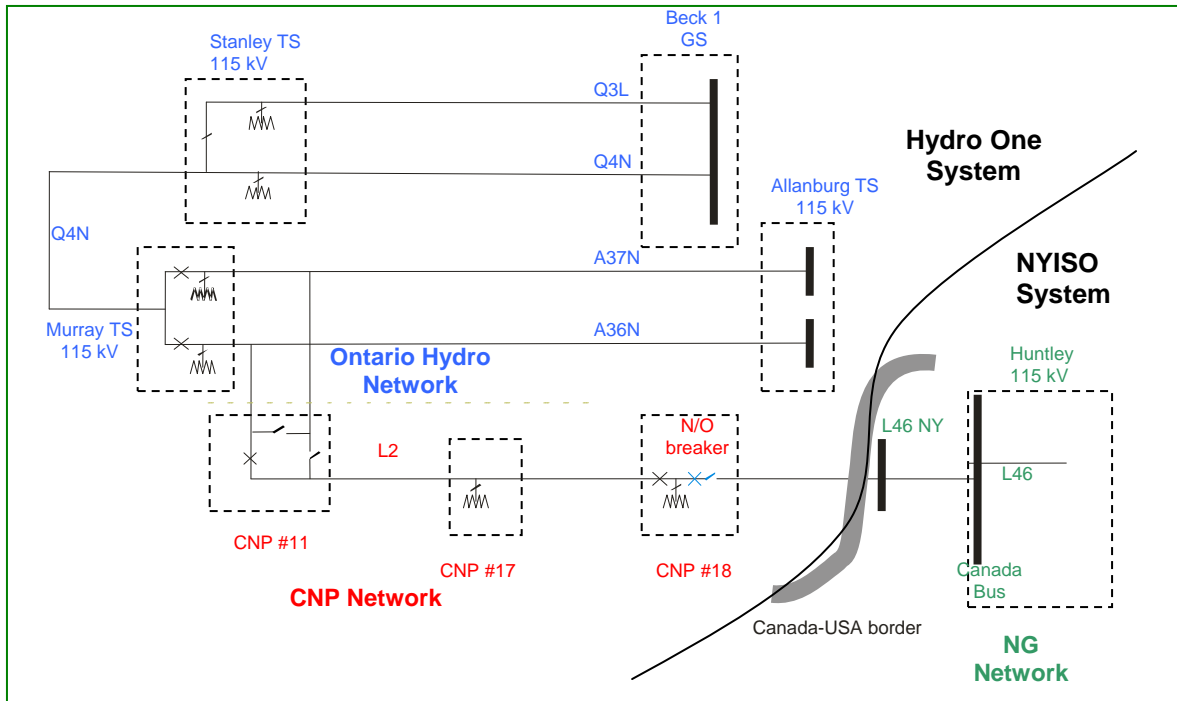 Beck 1
GS
Stanley TS
115 kV
Q3L
Q4N
Hydro One
System
Allanburg TS
115 kV
Q4N
A37N
NYISO
System
Murray TS
115 kV
A36N
Ontario Hydro
Network
Huntley
115 kV
N/O
breaker
L46 NY
L2
L46
CNP #11
CNP #17
CNP #18
Canada
Bus
CNP Network
Canada-USA border
NG
Network